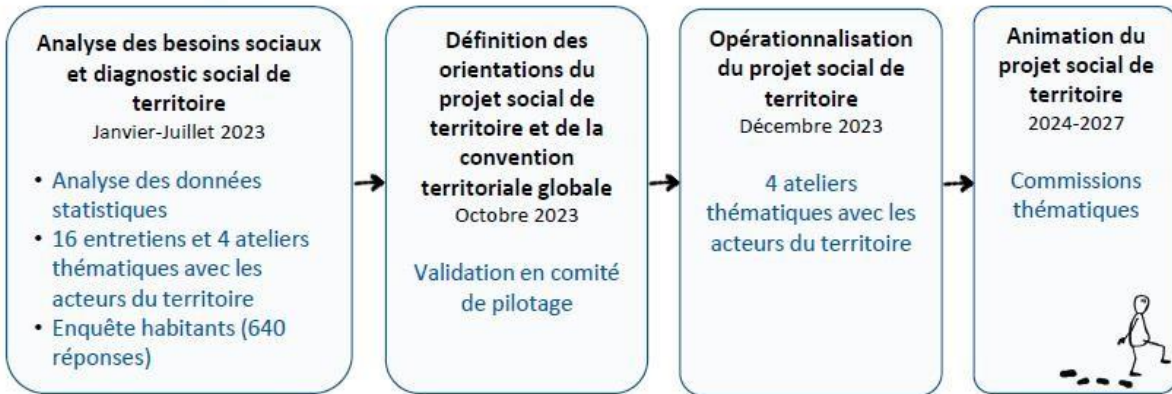 Analyse des besoins sociaux
et diagnostic social de
territoire
Janvier-Juillet 2023
• Analyse des données
statistiques
• 16 entretiens et 4 ateliers
thématiques avec les
acteurs du territoire
• Enquête habitants (640
réponses)
Définition des
orientations du
projet social de
territoire et de la
convention
territoriale globale
Octobre 2023
Validation en comité
de pilotage
Opérationnalisation
du projet social de
territoire
Décembre 2023
4 ateliers
thématiques avec les
acteurs du territoire
Animation du
projet social de
territoire
2024-2027
Commissions
thématiques